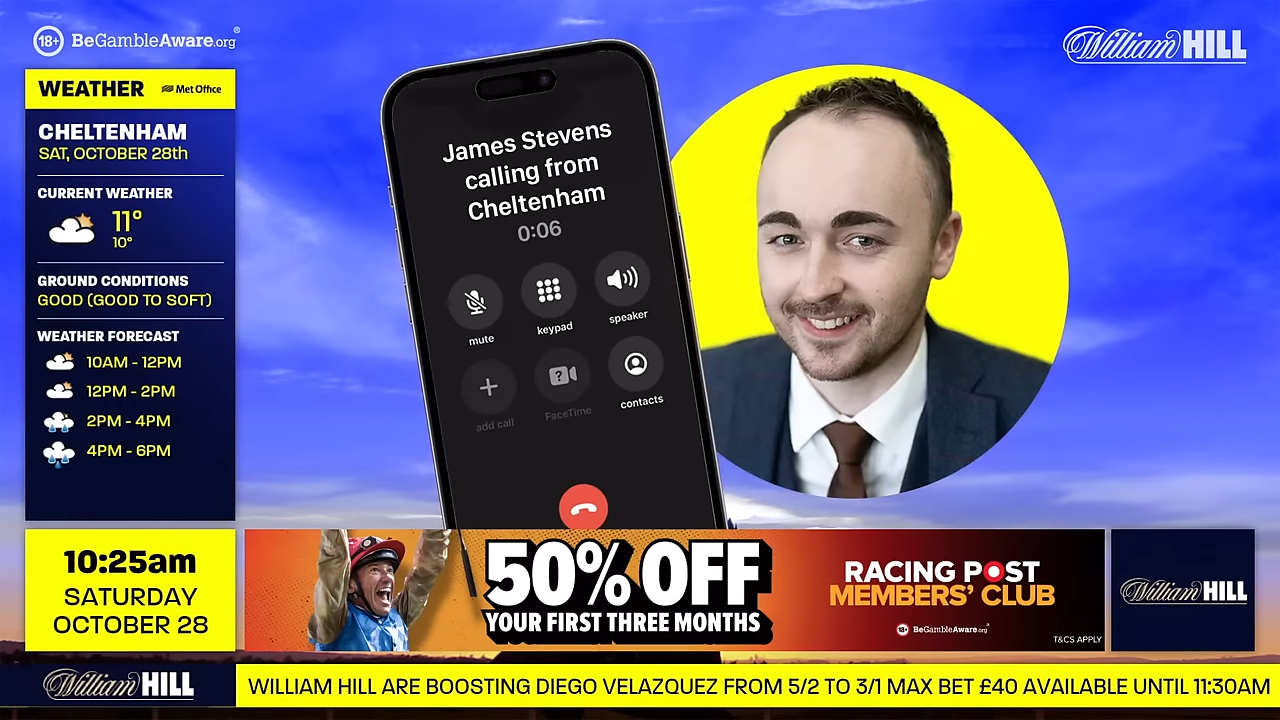 18+ BeGambleAware.org®
William HILL
WEATHER Met Office
CHELTENHAM
SAT, OCTOBER 28th
CURRENT WEATHER
11°
10°
GROUND CONDITIONS
GOOD (GOOD TO SOFT)
WEATHER FORECAST
10AM - 12PM
12PM - 2PM
2PM - 4PM
4PM - 6PM
James Stevens
calling from
Cheltenham
0:06
mute keypad speaker
add call FaceTime contacts
10:25am
SATURDAY
OCTOBER 28
50% OFF
YOUR FIRST THREE MONTHS
RACING POST
MEMBERS' CLUB
18+ BeGambleAware.org®
T&CS APPLY
William HILL
William HILL
WILLIAM HILL ARE BOOSTING DIEGO VELAZQUEZ FROM 5/2 TO 3/1 MAX BET £40 AVAILABLE UNTIL 11:30AM